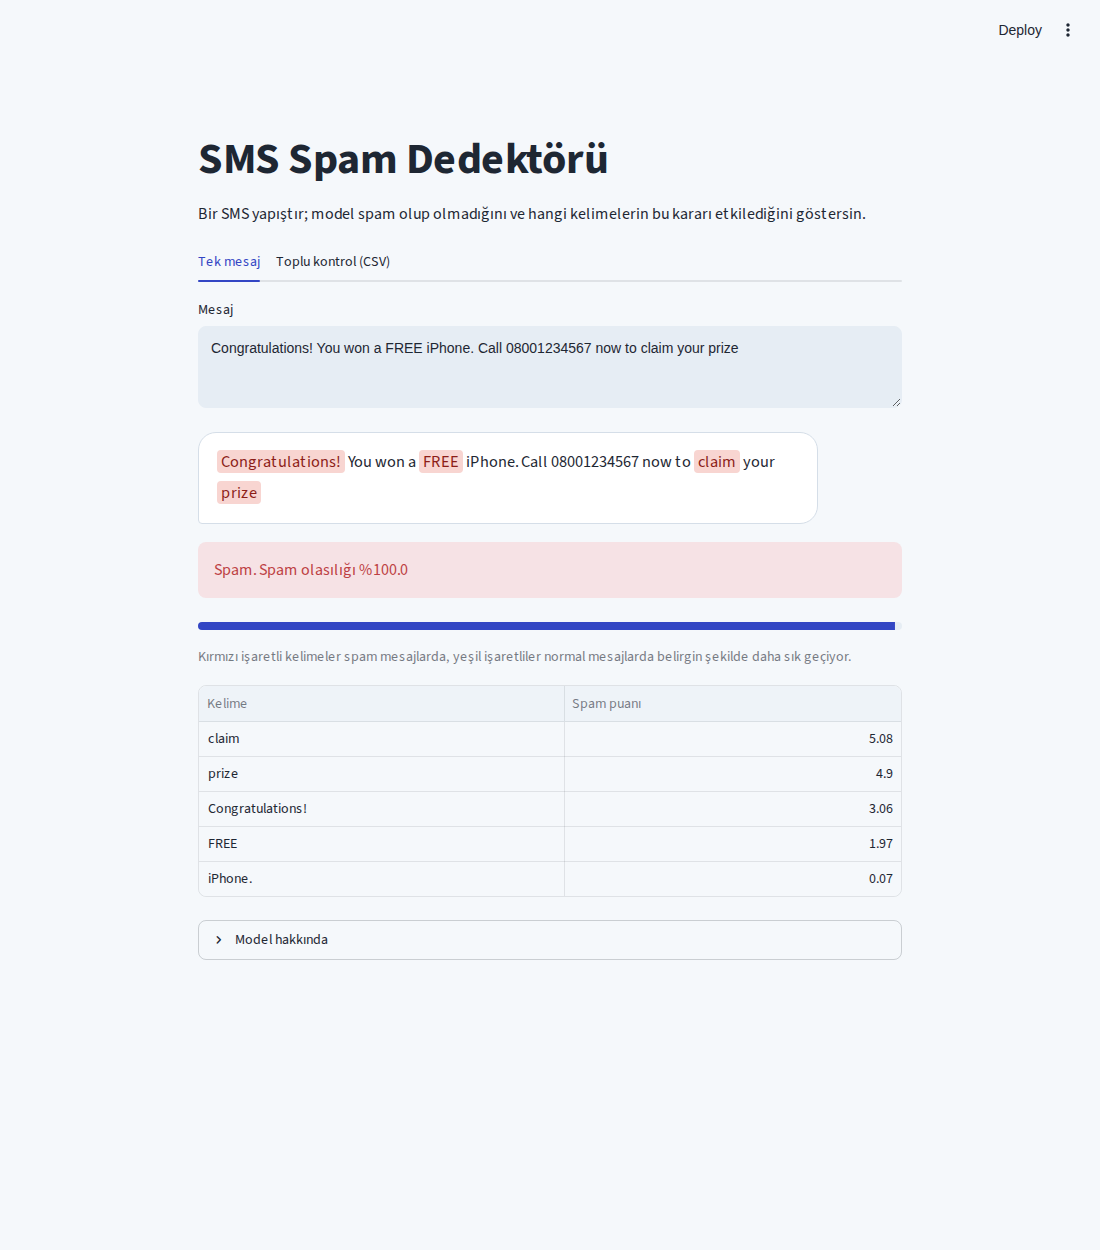 Deploy
SMS Spam Dedektörü
Bir SMS yapıştır; model spam olup olmadığını ve hangi kelimelerin bu kararı etkilediğini göstersin.
Tek mesaj Toplu kontrol (CSV)
Mesaj
Congratulations! You won a FREE iPhone. Call 08001234567 now to claim your prize
Congratulations! You won a FREE iPhone. Call 08001234567 now to claim your
prize
Spam. Spam olasılığı %100.0
Kırmızı işaretli kelimeler spam mesajlarda, yeşil işaretliler normal mesajlarda belirgin şekilde daha sık geçiyor.
Kelime Spam puanı
claim 5.08
prize 4.9
Congratulations! 3.06
FREE 1.97
iPhone. 0.07
Model hakkında